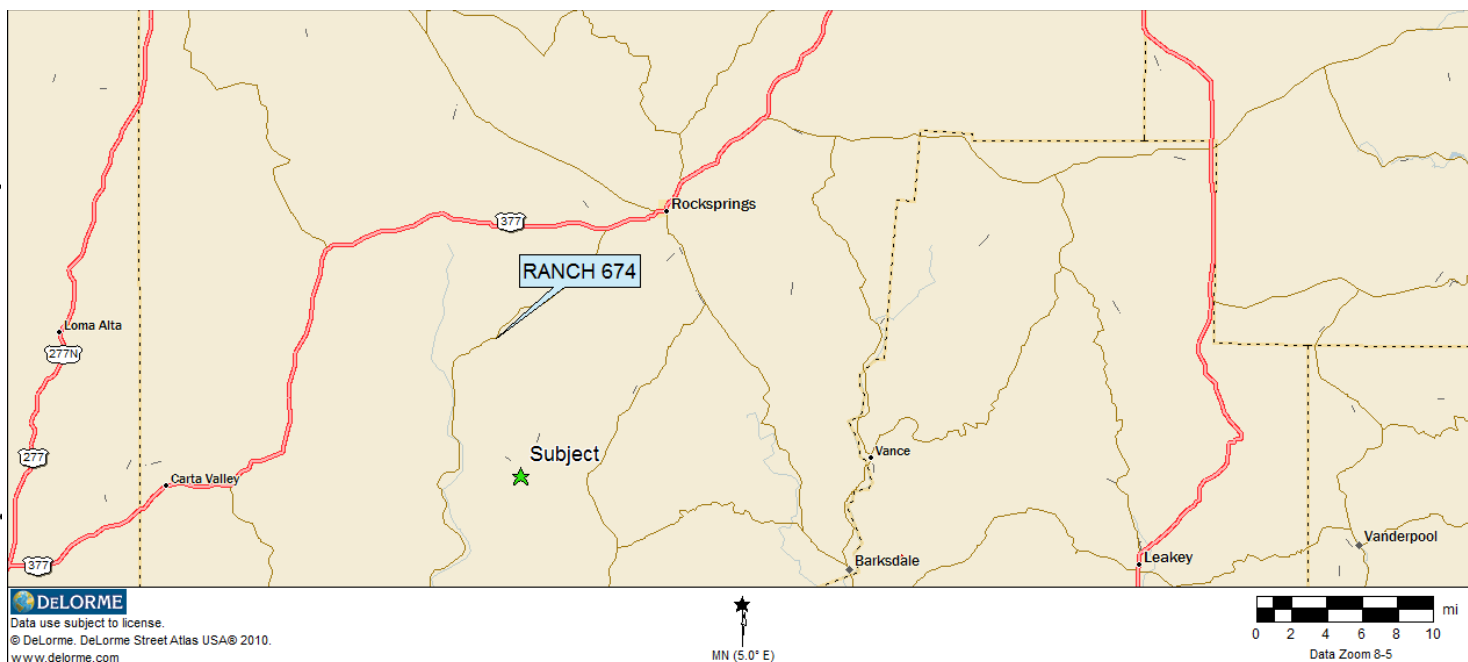 Rocksprings
377
RANCH 674
Loma Alta
277N
Subject
277
Vance
Carta Valley
377
Barksdale
Vanderpool
Leakey
DELORME
Data use subject to license.
© DeLorme. DeLorme Street Atlas USA® 2010.
www.delorme.com
MN (5.0° E)
mi
0 2 4 6 8 10
Data Zoom 8-5